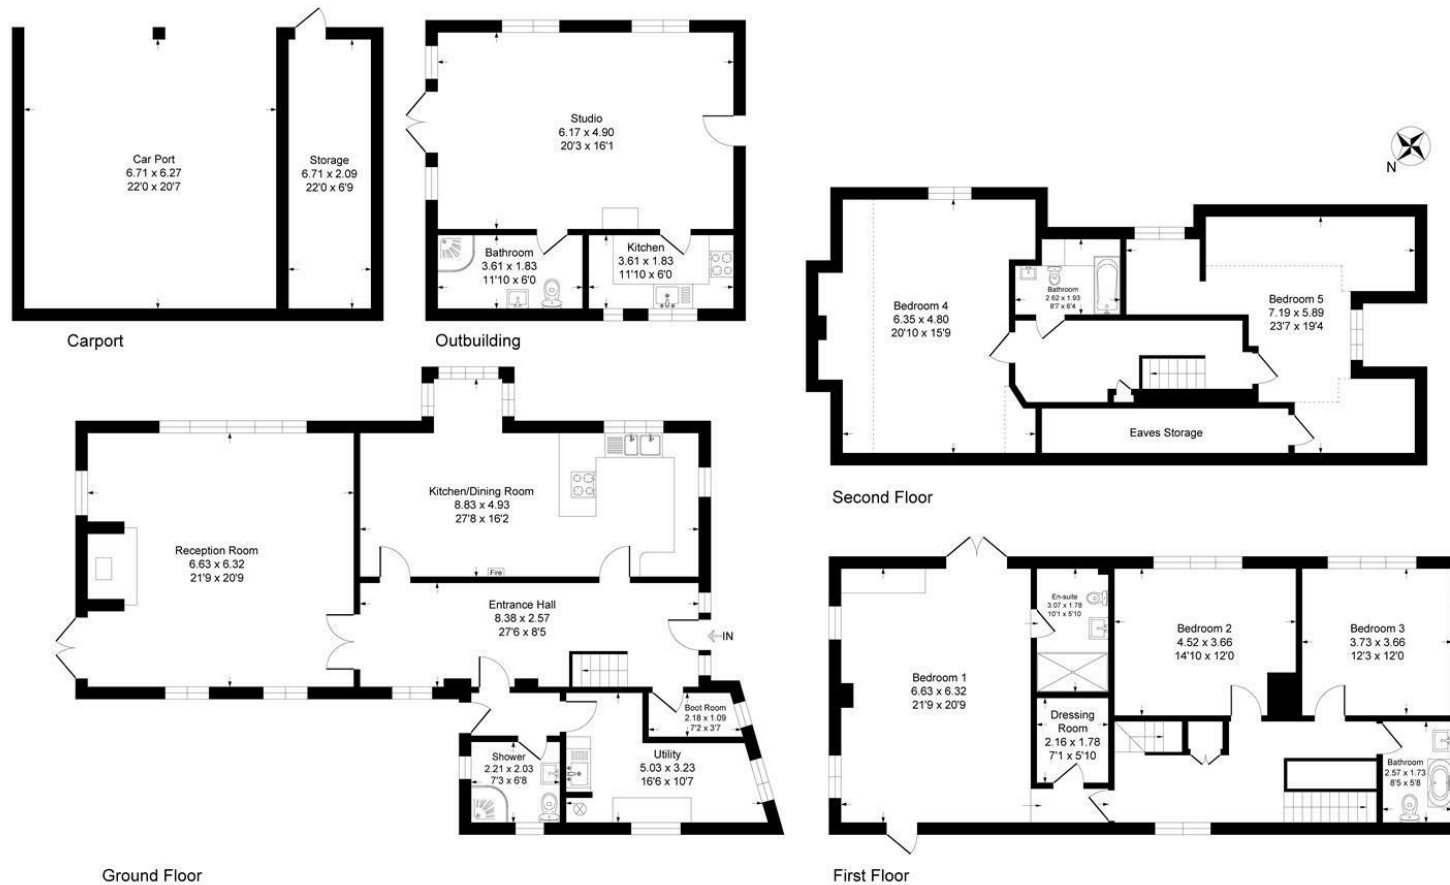 Car Port
6.71 x 6.27
22'0 x 20'7
Storage
6.71 x 2.09
22'0 x 6'9
Carport
Studio
6.17 x 4.90
20'3 x 16'1
Bathroom
3.61 x 1.83
11'10 x 6'0
Kitchen
3.61 x 1.83
11'10 x 6'0
Outbuilding
N
Bedroom 4
6.35 x 4.80
20'10 x 15'9
Bathroom
2.62 x 1.93
8'7 x 6'4
Bedroom 5
7.19 x 5.89
23'7 x 19'4
Eaves Storage
Second Floor
Reception Room
6.63 x 6.32
21'9 x 20'9
Kitchen/Dining Room
8.83 x 4.93
27'8 x 16'2
Fire
Entrance Hall
8.38 x 2.57
27'6 x 8'5
IN
Boot Room
2.18 x 1.09
7'2 x 3'7
Shower
2.21 x 2.03
7'3 x 6'8
Utility
5.03 x 3.23
16'6 x 10'7
Ground Floor
Bedroom 1
6.63 x 6.32
21'9 x 20'9
En-suite
3.07 x 1.78
10'1 x 5'10
Dressing
Room
2.16 x 1.78
7'1 x 5'10
Bedroom 2
4.52 x 3.66
14'10 x 12'0
Bedroom 3
3.73 x 3.66
12'3 x 12'0
Bathroom
2.57 x 1.73
8'5 x 5'8
First Floor